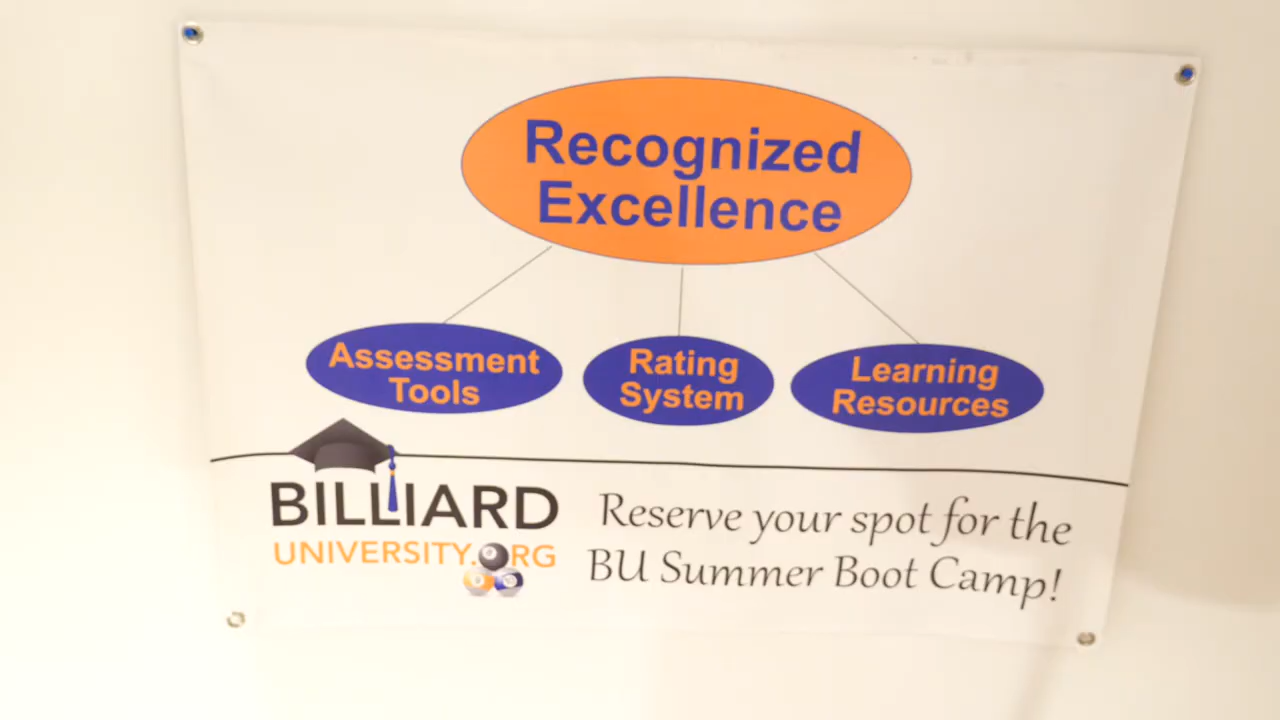 Recognized
Excellence
Assessment
Tools
Rating
System
Learning
Resources
BILLIARD
UNIVERSITY.ORG
Reserve your spot for the
BU Summer Boot Camp!